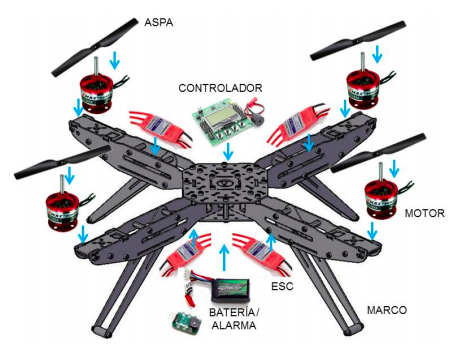 ASPA
CONTROLADOR
MOTOR
ESC
BATERÍA /
ALARMA
MARCO